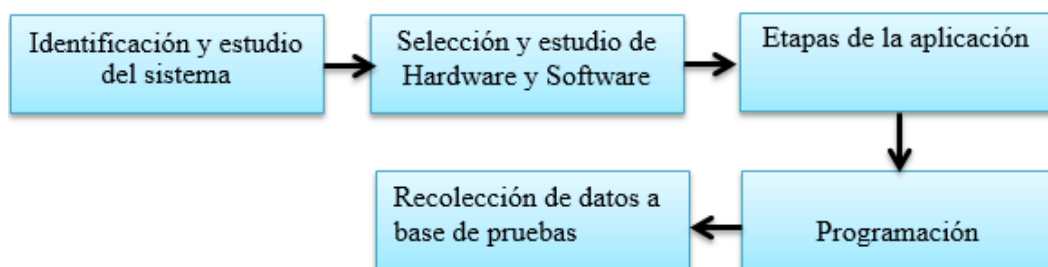 Identificación y estudio
del sistema
Selección y estudio de
Hardware y Software
Etapas de la aplicación
Programación
Recolección de datos a
base de pruebas